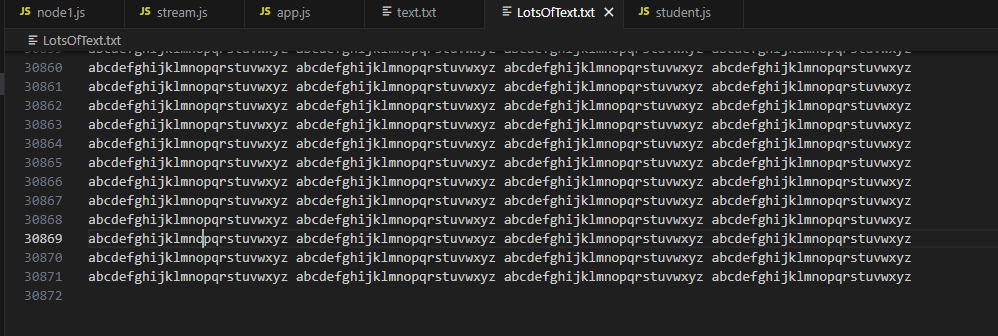 JS node1.js JS stream.js JS app.js text.txt LotsOfText.txt JS student.js
LotsOfText.txt
30860 abcdefghijklmnopqrstuvwxyz abcdefghijklmnopqrstuvwxyz abcdefghijklmnopqrstuvwxyz abcdefghijklmnopqrstuvwxyz
30861 abcdefghijklmnopqrstuvwxyz abcdefghijklmnopqrstuvwxyz abcdefghijklmnopqrstuvwxyz abcdefghijklmnopqrstuvwxyz
30862 abcdefghijklmnopqrstuvwxyz abcdefghijklmnopqrstuvwxyz abcdefghijklmnopqrstuvwxyz abcdefghijklmnopqrstuvwxyz
30863 abcdefghijklmnopqrstuvwxyz abcdefghijklmnopqrstuvwxyz abcdefghijklmnopqrstuvwxyz abcdefghijklmnopqrstuvwxyz
30864 abcdefghijklmnopqrstuvwxyz abcdefghijklmnopqrstuvwxyz abcdefghijklmnopqrstuvwxyz abcdefghijklmnopqrstuvwxyz
30865 abcdefghijklmnopqrstuvwxyz abcdefghijklmnopqrstuvwxyz abcdefghijklmnopqrstuvwxyz abcdefghijklmnopqrstuvwxyz
30866 abcdefghijklmnopqrstuvwxyz abcdefghijklmnopqrstuvwxyz abcdefghijklmnopqrstuvwxyz abcdefghijklmnopqrstuvwxyz
30867 abcdefghijklmnopqrstuvwxyz abcdefghijklmnopqrstuvwxyz abcdefghijklmnopqrstuvwxyz abcdefghijklmnopqrstuvwxyz
30868 abcdefghijklmnopqrstuvwxyz abcdefghijklmnopqrstuvwxyz abcdefghijklmnopqrstuvwxyz abcdefghijklmnopqrstuvwxyz
30869 abcdefghijklmnopqrstuvwxyz abcdefghijklmnopqrstuvwxyz abcdefghijklmnopqrstuvwxyz abcdefghijklmnopqrstuvwxyz
30870 abcdefghijklmnopqrstuvwxyz abcdefghijklmnopqrstuvwxyz abcdefghijklmnopqrstuvwxyz abcdefghijklmnopqrstuvwxyz
30871 abcdefghijklmnopqrstuvwxyz abcdefghijklmnopqrstuvwxyz abcdefghijklmnopqrstuvwxyz abcdefghijklmnopqrstuvwxyz
30872